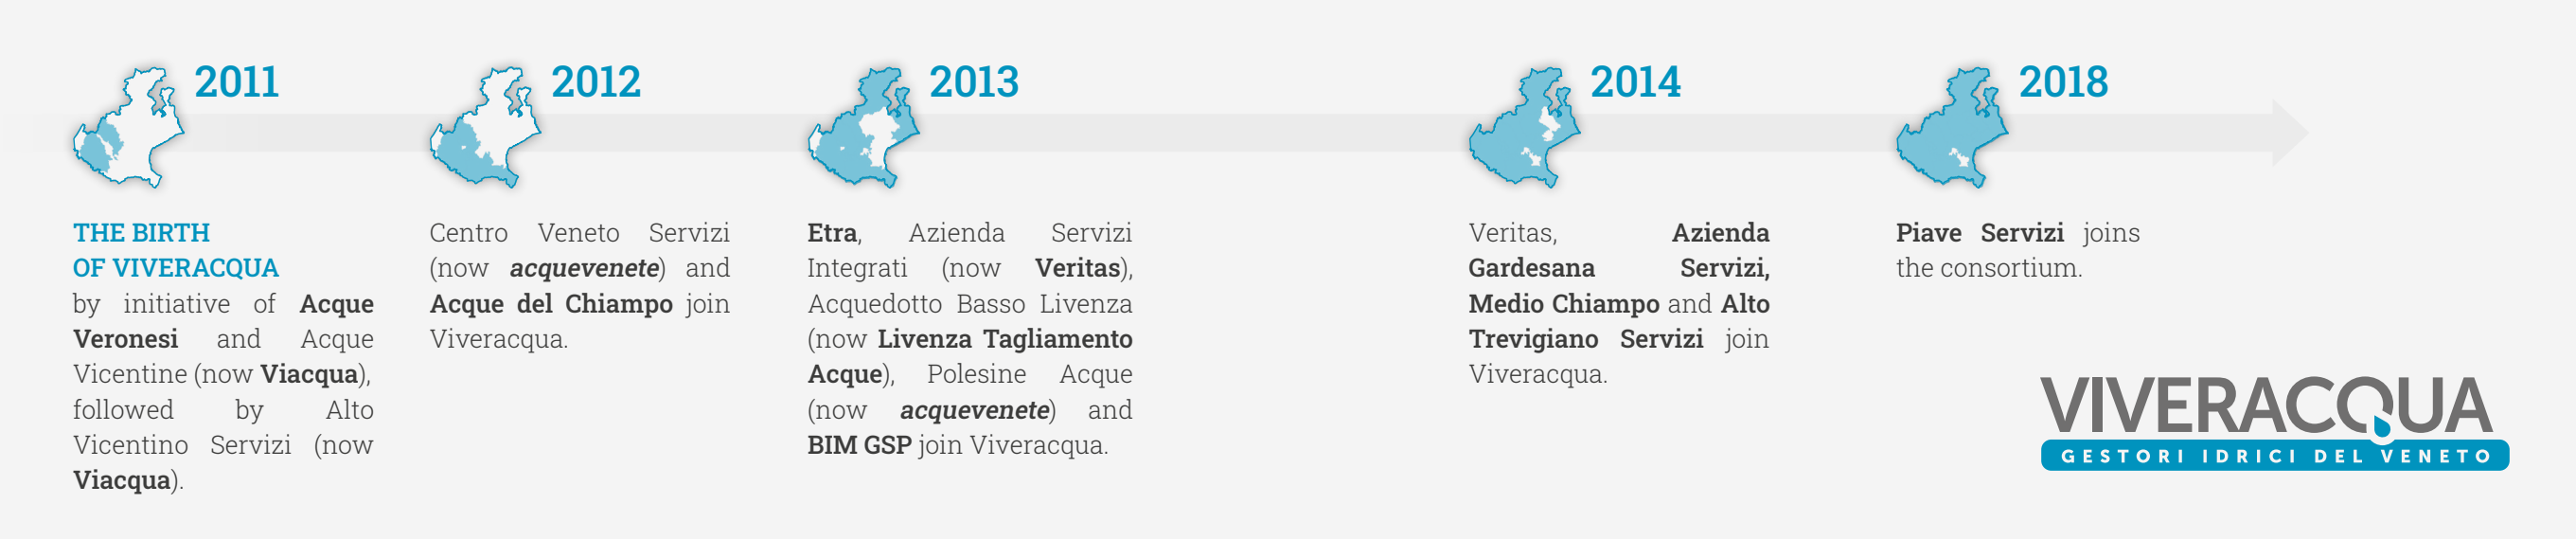 2011
THE BIRTH
OF VIVERACQUA
by initiative of Acque
Veronesi and Acque
Vicentine (now Viacqua),
followed by Alto
Vicentino Servizi (now
Viacqua).
2012
Centro Veneto Servizi
(now acquevenete) and
Acque del Chiampo join
Viveracqua.
2013
Etra, Azienda Servizi
Integrati (now Veritas),
Acquedotto Basso Livenza
(now Livenza Tagliamento
Acque), Polesine Acque
(now acquevenete) and
BIM GSP join Viveracqua.
2014
Veritas, Azienda
Gardesana Servizi,
Medio Chiampo and Alto
Trevigiano Servizi join
Viveracqua.
2018
Piave Servizi joins
the consortium.
VIVERACQUA
GESTORI IDRICI DEL VENETO